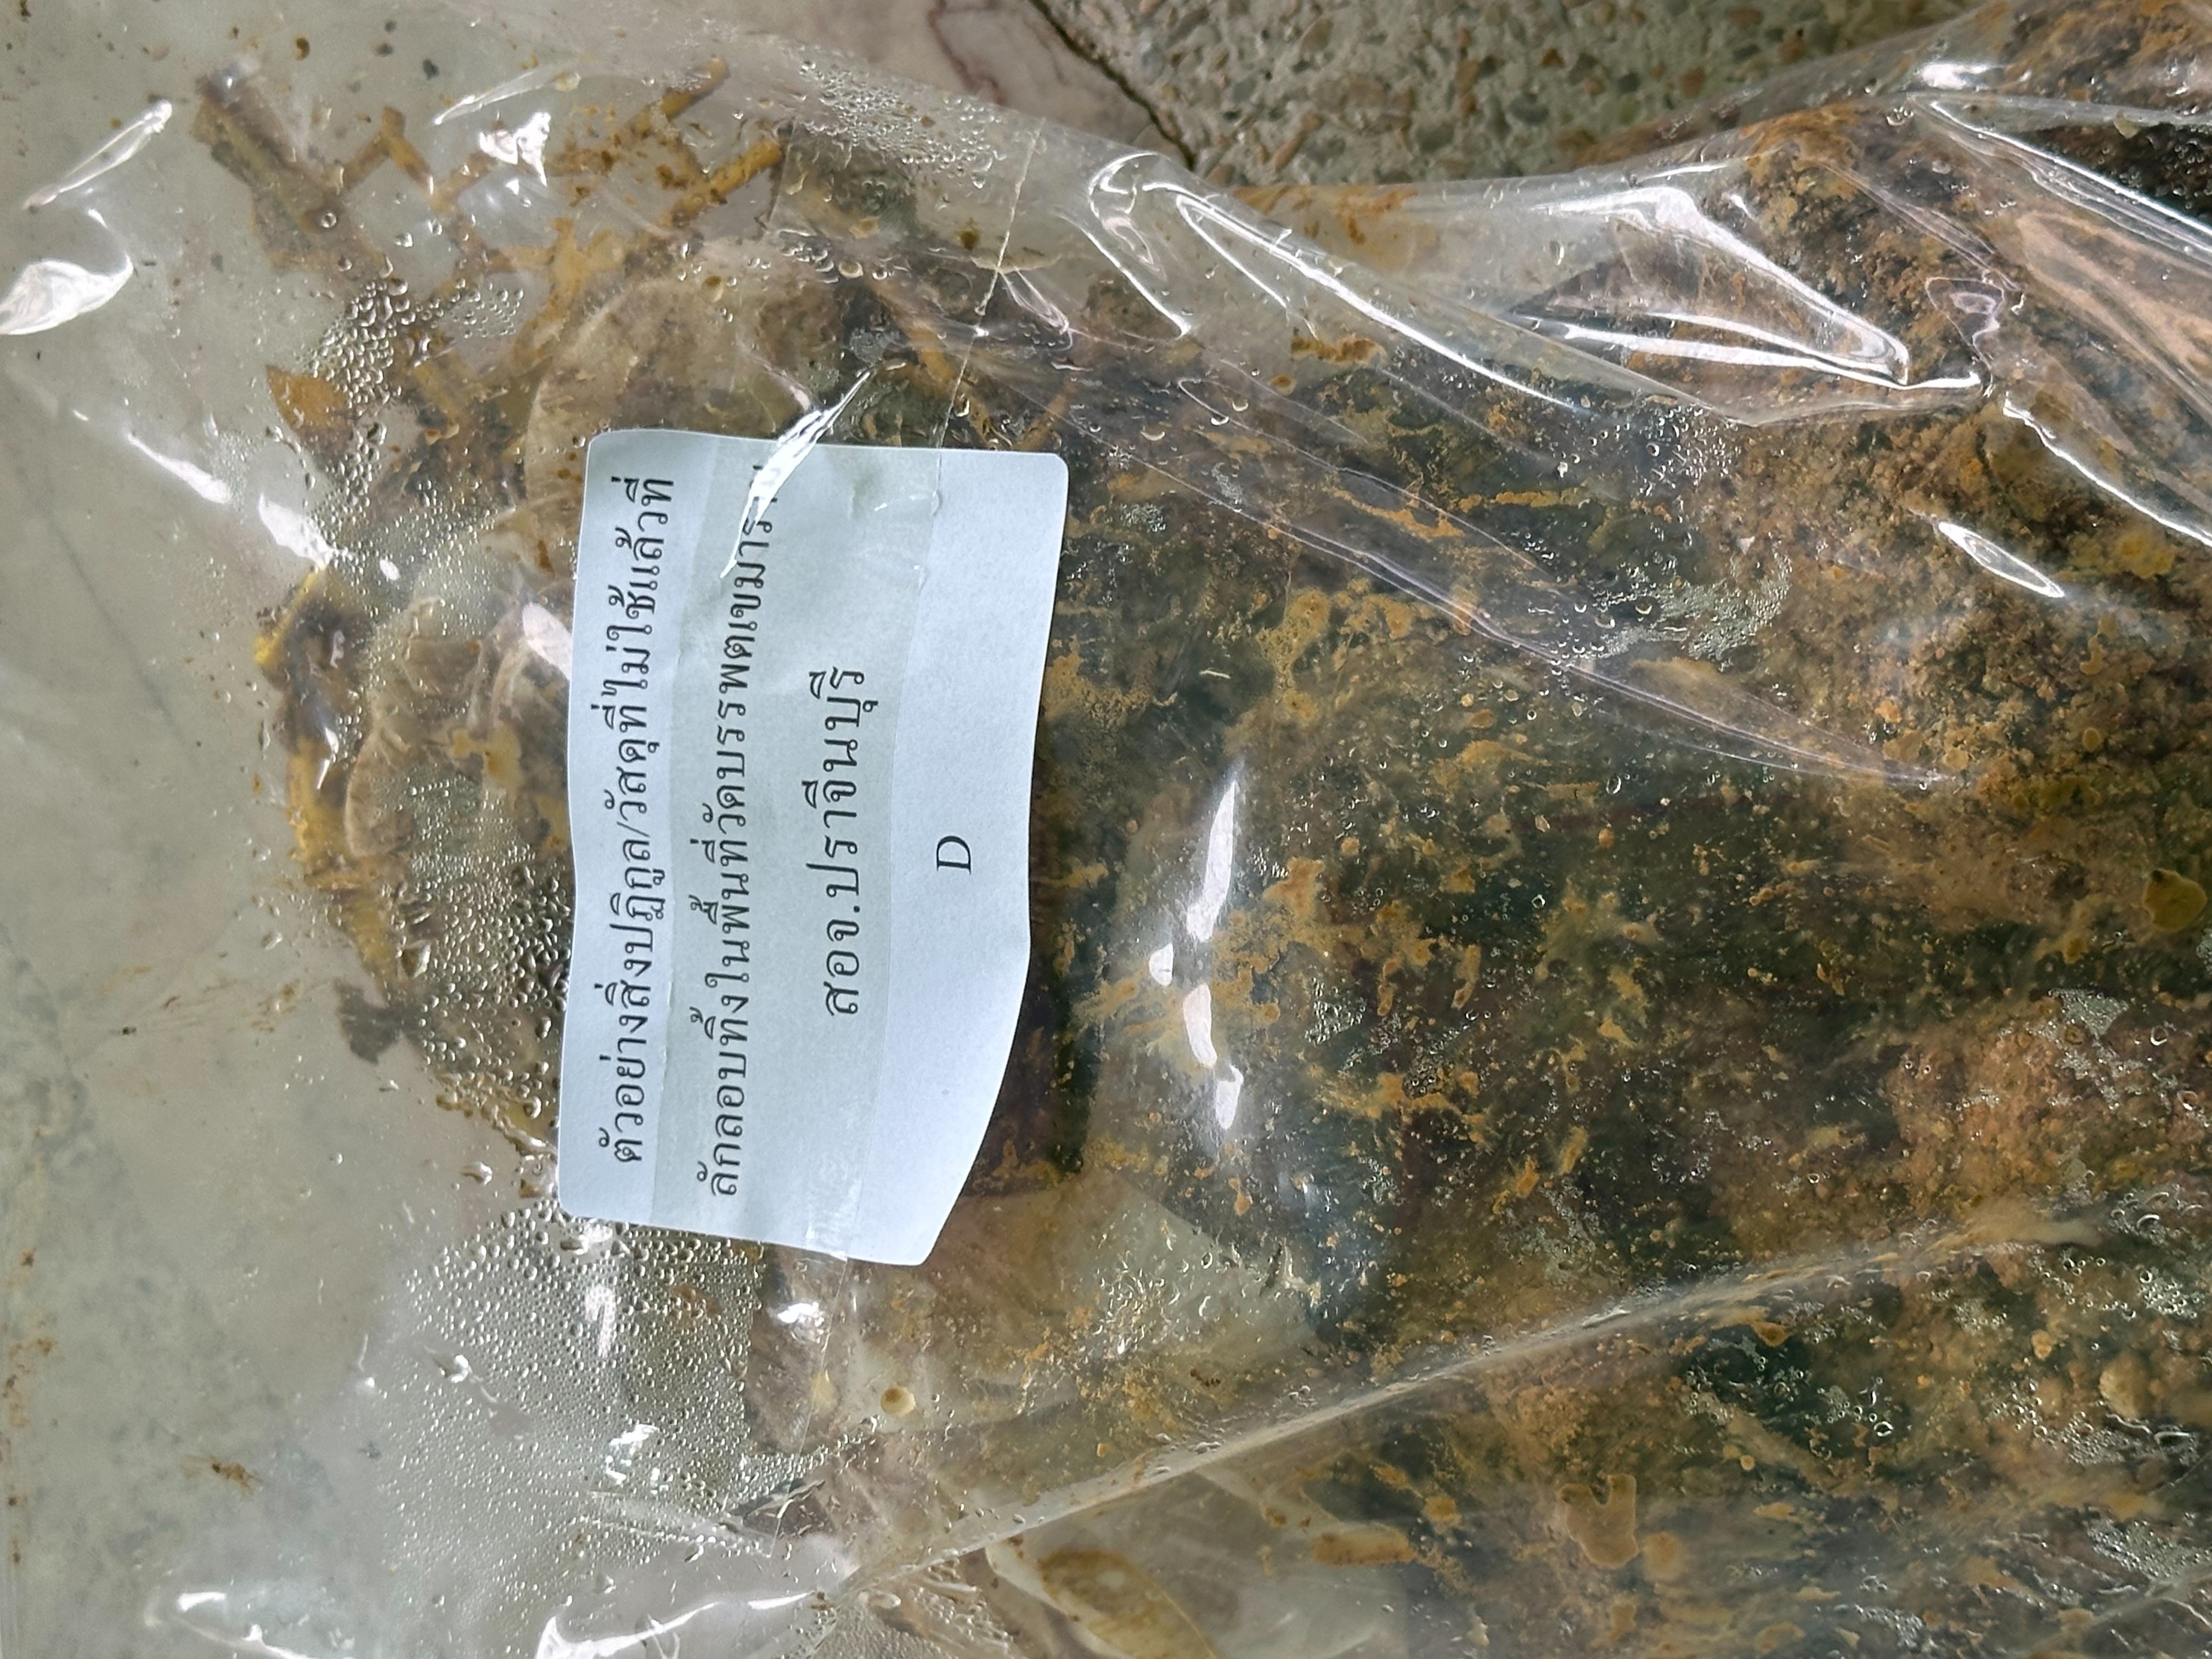 ตัวอย่างสิ่งปฏิกูล/วัสดุที่ไม่ใช้แล้วที่
ลักลอบทิ้งในพื้นที่วัดบรรพตเขมาราม
สอจ.ปราจีนบุรี
D